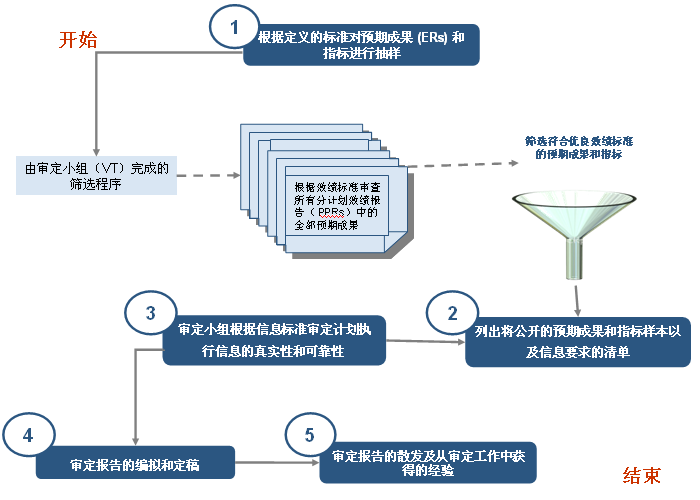 开始
1
根据定义的标准对预期成果 (ERs) 和
指标进行抽样
由审定小组（VT）完成的
筛选程序
根据效绩标准审查
所有分计划效绩报
告（PPRs）中的
全部预期成果
筛选符合优良效绩标准
的预期成果和指标
3
审定小组根据信息标准审定计划执
行信息的真实性和可靠性
2
列出将公开的预期成果和指标样本以
及信息要求的清单
4
审定报告的编拟和定稿
5
审定报告的散发及从审定工作中获
得的经验
结束